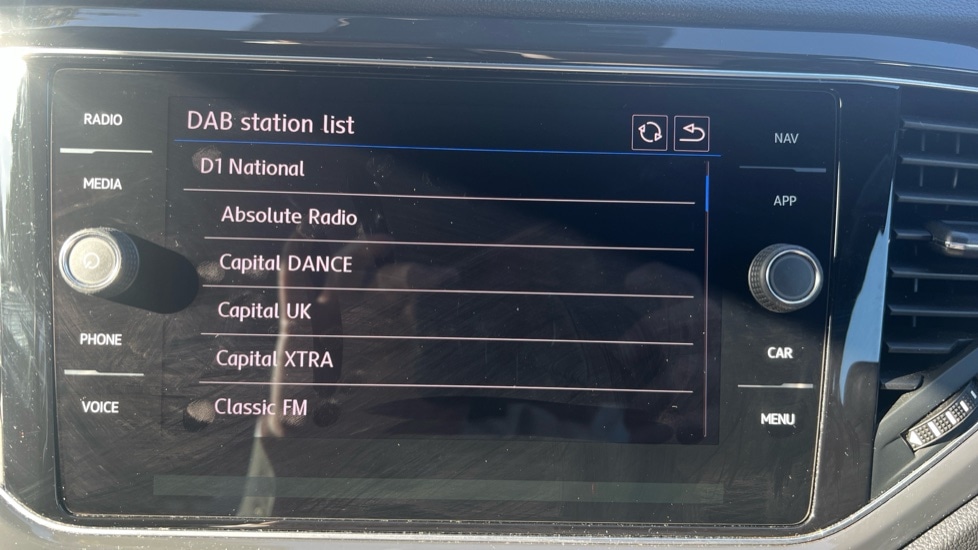 RADIO
MEDIA
PHONE
VOICE
DAB station list
D1 National
Absolute Radio
Capital DANCE
Capital UK
Capital XTRA
Classic FM
NAV
APP
CAR
MENU